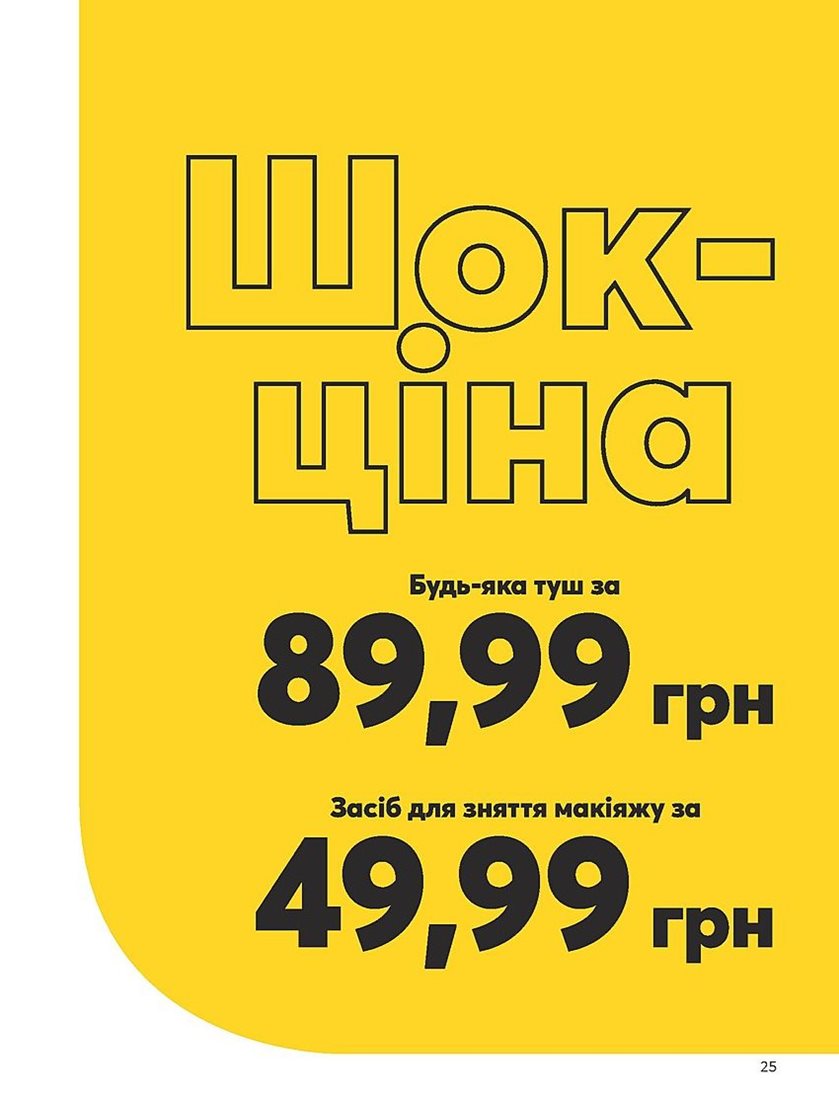 Шок-
ціна
Будь-яка туш за
89,99 грн
Засіб для зняття макіяжу за
49,99 грн
25